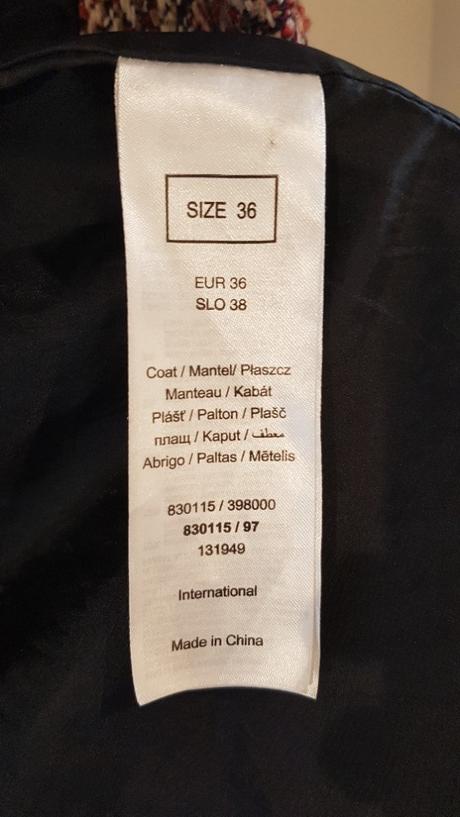 SIZE 36
EUR 36
SLO 38
Coat / Mantel/ Płaszcz
Manteau / Kabát
Plášť / Palton / Plašč
плащ / Kaput / معطف
Abrigo / Paltas / Mētelis
830115 / 398000
830115 / 97
131949
International
Made in China